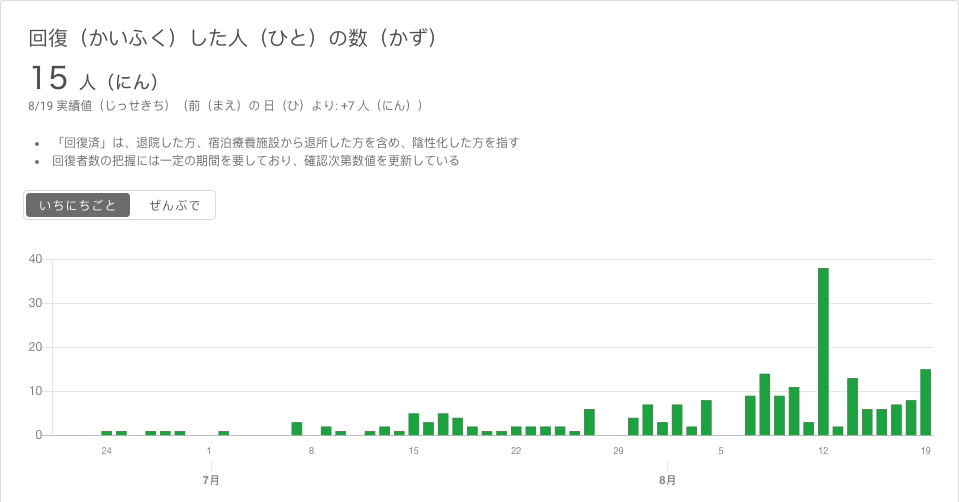 回復（かいふく）した人（ひと）の数（かず）
15 人（にん）
8/19 実績値（じっせきち）（前（まえ）の 日（ひ）より: +7 人（にん））
• 「回復済」は、退院した方、宿泊療養施設から退所した方を含め、陰性化した方を指す
• 回復者数の把握には一定の期間を要しており、確認次第数値を更新している
いちにちごと ぜんぶで
40
30
20
10
0
24 1 8 15 22 29 5 12 19
7月 8月